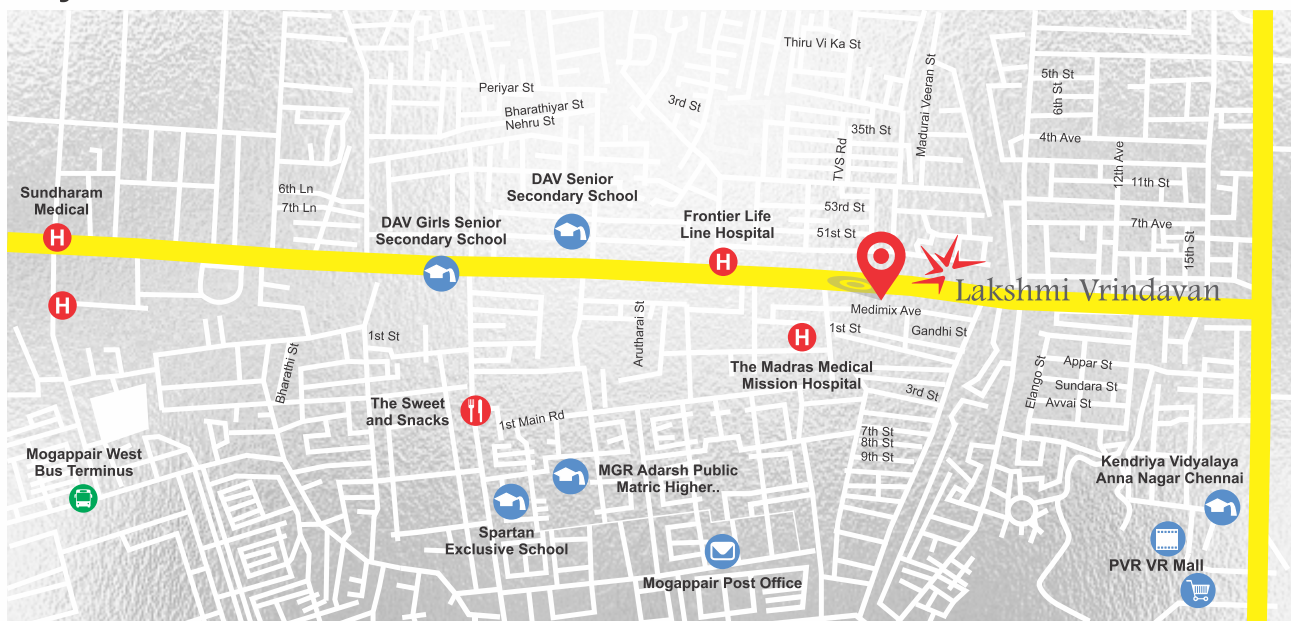 Thiru Vi Ka St
Madurai Veeran St
5th St
6th St
Periyar St
Bharathiyar St
Nehru St
3rd St
35th St
TVS Rd
4th Ave
12th Ave
11th St
Sundharam
Medical
6th Ln
7th Ln
DAV Senior
Secondary School
DAV Girls Senior
Secondary School
Frontier Life
Line Hospital
53rd St
51st St
7th Ave
15th St
H
H
H
Lakshmi Vrindavan
Medimix Ave
1st St
Gandhi St
H
The Madras Medical
Mission Hospital
1st St
Arutharai St
Bharathi St
3rd St
Elango St
Appar St
Sundara St
Avvai St
The Sweet
and Snacks
1st Main Rd
7th St
8th St
9th St
Mogappair West
Bus Terminus
MGR Adarsh Public
Matric Higher..
Kendriya Vidyalaya
Anna Nagar Chennai
Spartan
Exclusive School
Mogappair Post Office
PVR VR Mall